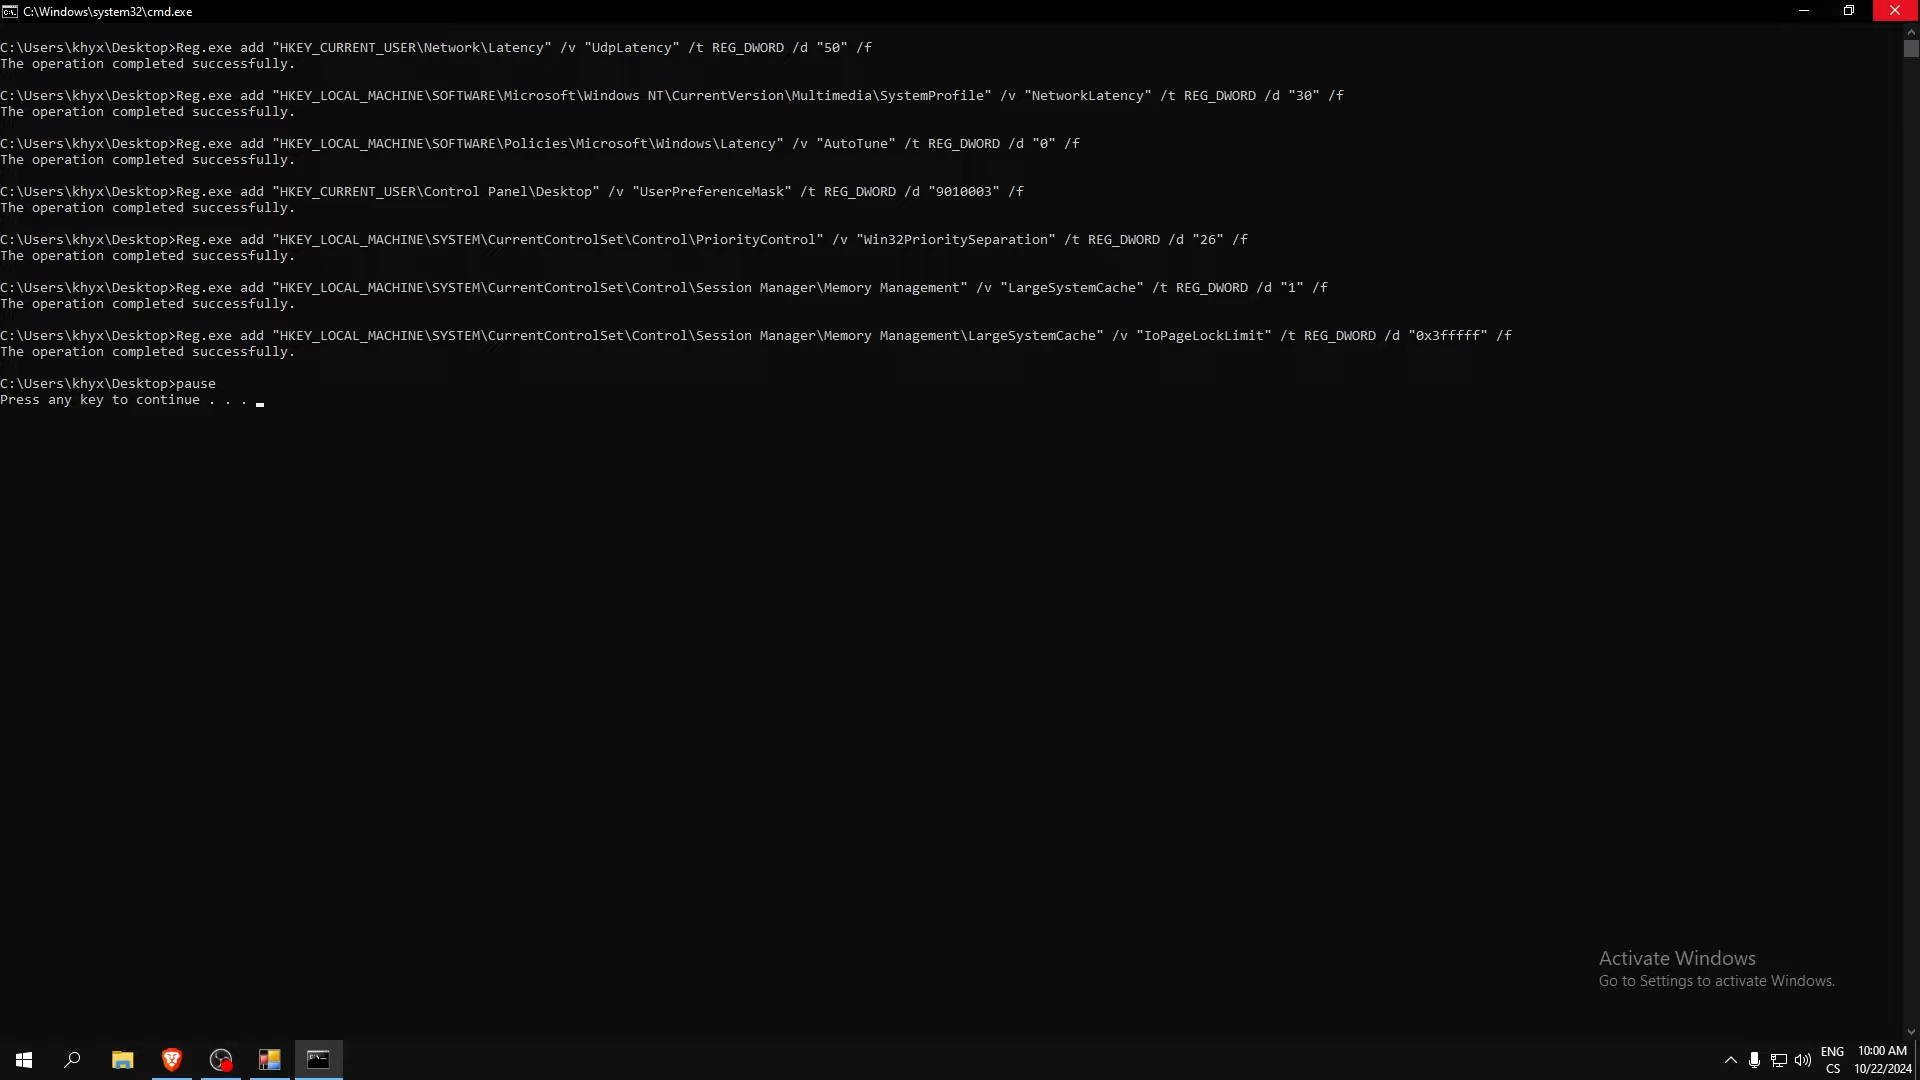 C:\Windows\system32\cmd.exe
C:\Users\khyx\Desktop>Reg.exe add "HKEY_CURRENT_USER\Network\Latency" /v "UdpLatency" /t REG_DWORD /d "50" /f
The operation completed successfully.
C:\Users\khyx\Desktop>Reg.exe add "HKEY_LOCAL_MACHINE\SOFTWARE\Microsoft\Windows NT\CurrentVersion\Multimedia\SystemProfile" /v "NetworkLatency" /t REG_DWORD /d "30" /f
The operation completed successfully.
C:\Users\khyx\Desktop>Reg.exe add "HKEY_LOCAL_MACHINE\SOFTWARE\Policies\Microsoft\Windows\Latency" /v "AutoTune" /t REG_DWORD /d "0" /f
The operation completed successfully.
C:\Users\khyx\Desktop>Reg.exe add "HKEY_CURRENT_USER\Control Panel\Desktop" /v "UserPreferenceMask" /t REG_DWORD /d "9010003" /f
The operation completed successfully.
C:\Users\khyx\Desktop>Reg.exe add "HKEY_LOCAL_MACHINE\SYSTEM\CurrentControlSet\Control\PriorityControl" /v "Win32PrioritySeparation" /t REG_DWORD /d "26" /f
The operation completed successfully.
C:\Users\khyx\Desktop>Reg.exe add "HKEY_LOCAL_MACHINE\SYSTEM\CurrentControlSet\Control\Session Manager\Memory Management" /v "LargeSystemCache" /t REG_DWORD /d "1" /f
The operation completed successfully.
C:\Users\khyx\Desktop>Reg.exe add "HKEY_LOCAL_MACHINE\SYSTEM\CurrentControlSet\Control\Session Manager\Memory Management\LargeSystemCache" /v "IoPageLockLimit" /t REG_DWORD /d "0x3fffff" /f
The operation completed successfully.
C:\Users\khyx\Desktop>pause
Press any key to continue . . .
Activate Windows
Go to Settings to activate Windows.
ENG
CS
10:00 AM
10/22/2024